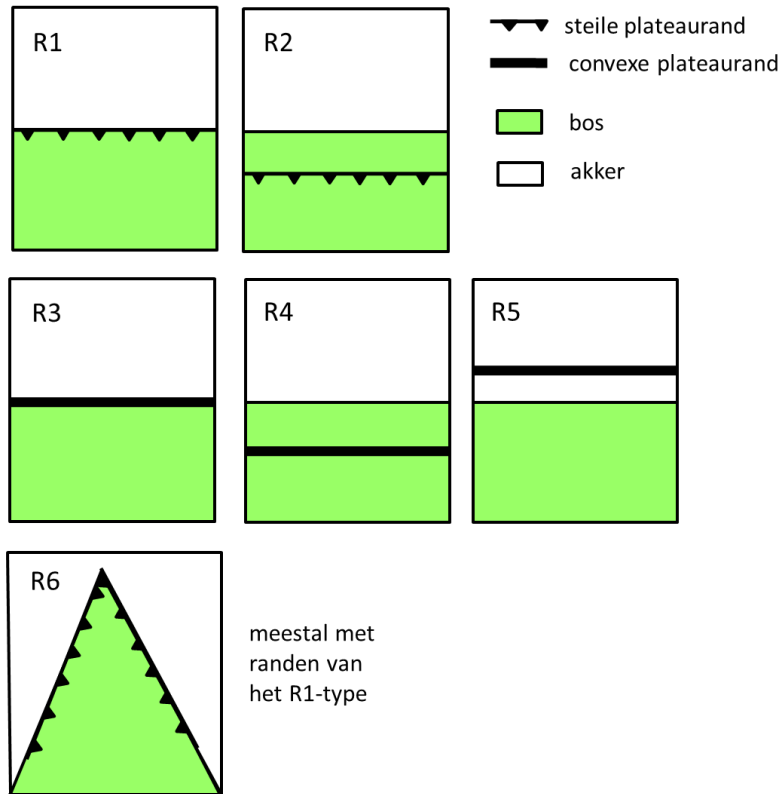 R1
R2
steile plateaurand
convexe plateaurand
bos
akker
R3
R4
R5
R6
meestal met
randen van
het R1-type